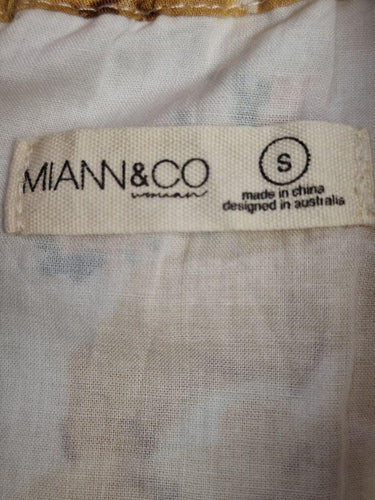 MIANN&CO
woman
S
made in china
designed in australia